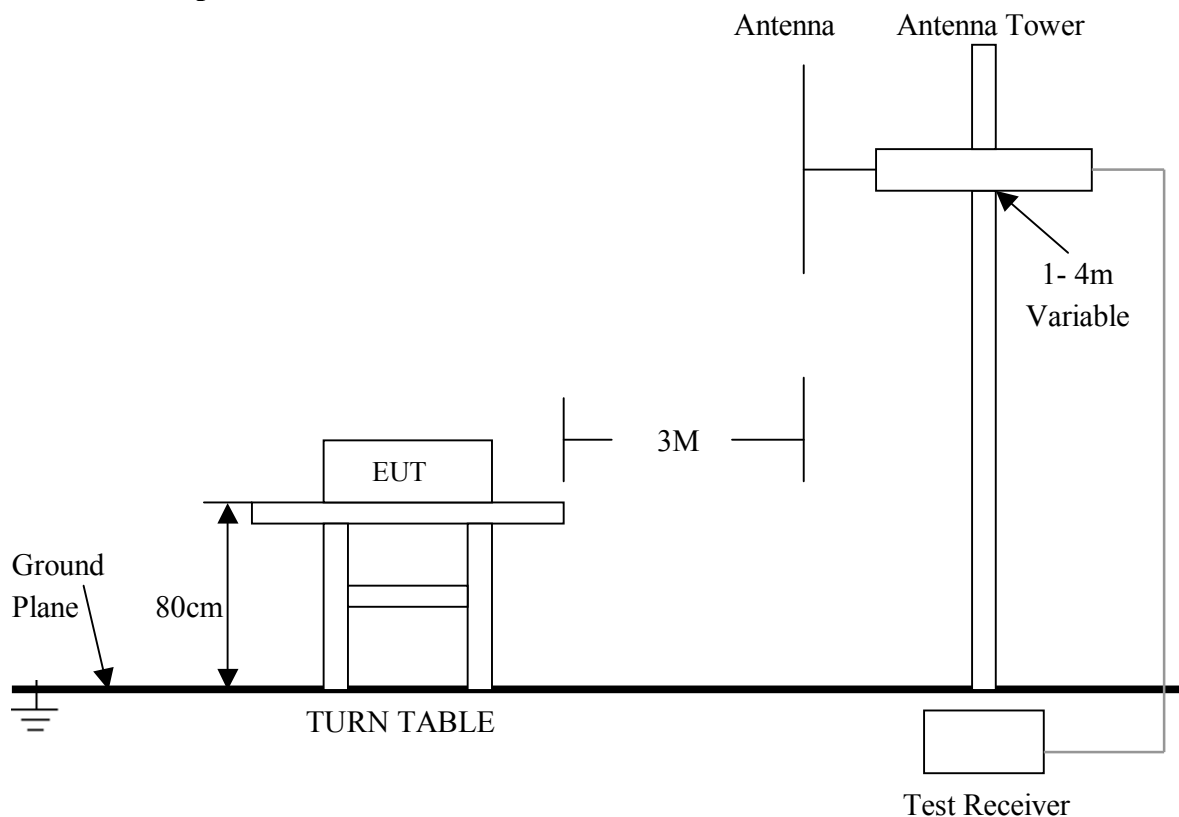 Antenna
Antenna Tower
1- 4m
Variable
3M
EUT
Ground
Plane
80cm
TURN TABLE
Test Receiver